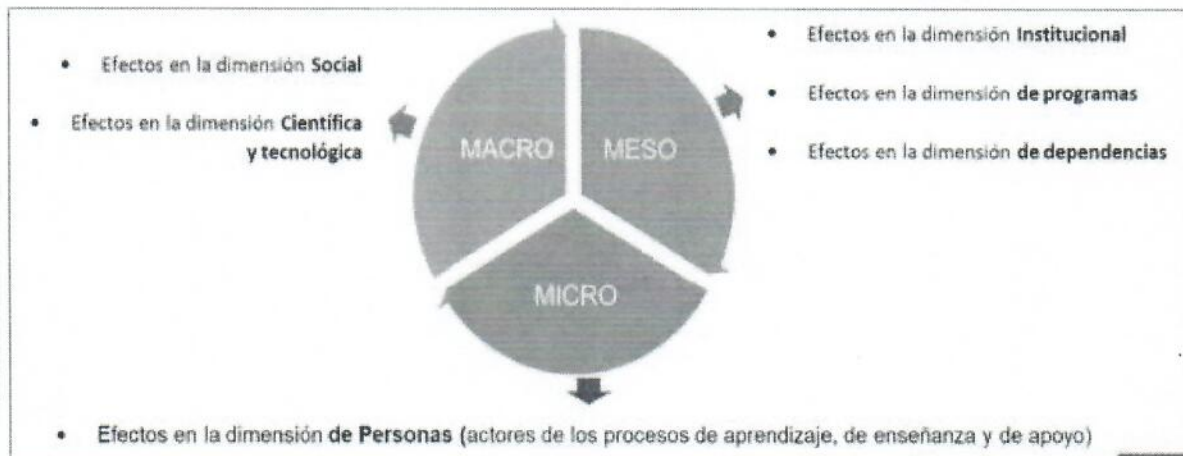 • Efectos en la dimensión Social
• Efectos en la dimensión Científica
y tecnológica
MACRO
MESO
• Efectos en la dimensión Institucional
• Efectos en la dimensión de programas
• Efectos en la dimensión de dependencias
MICRO
• Efectos en la dimensión de Personas (actores de los procesos de aprendizaje, de enseñanza y de apoyo)